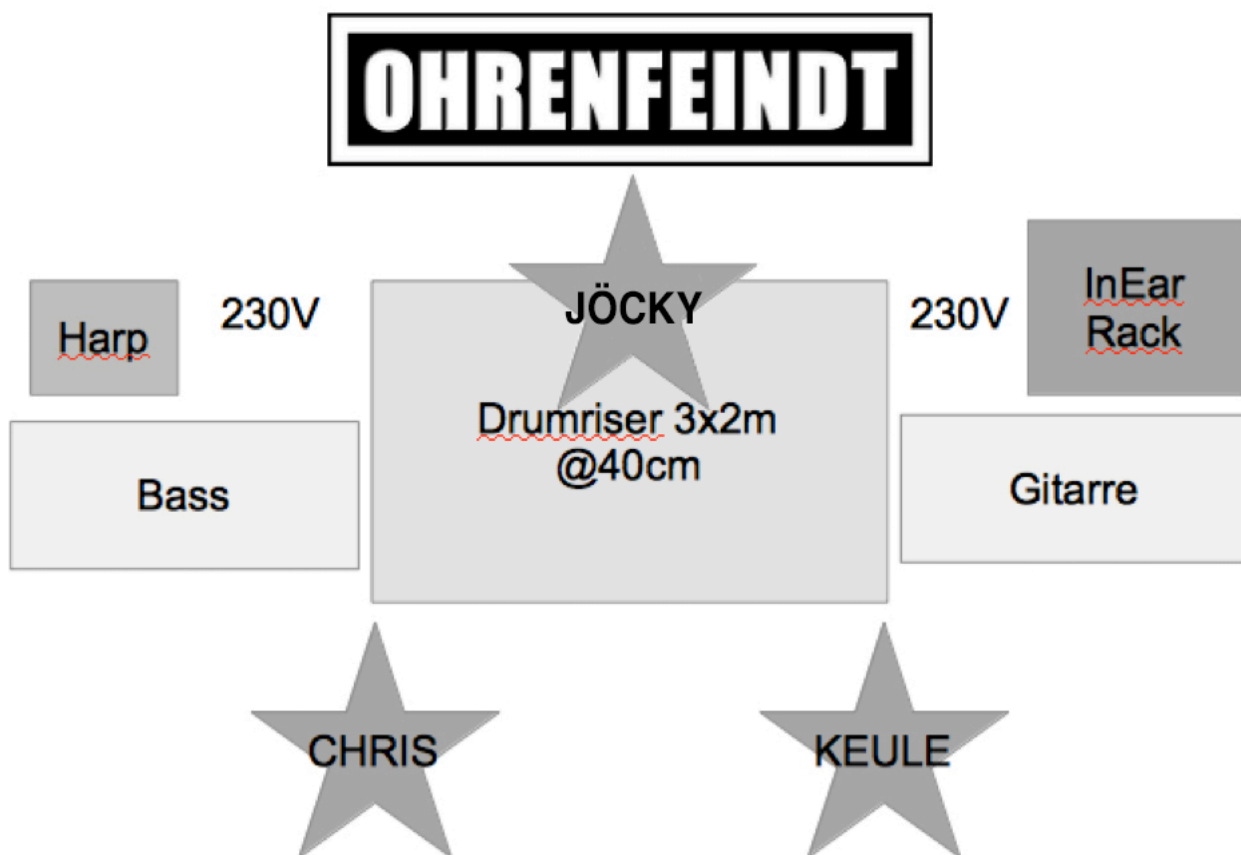 OHRENFEINDT
JÖCKY
Harp
230V
230V
InEar
Rack
Drumriser 3x2m
@40cm
Bass
Gitarre
CHRIS
KEULE